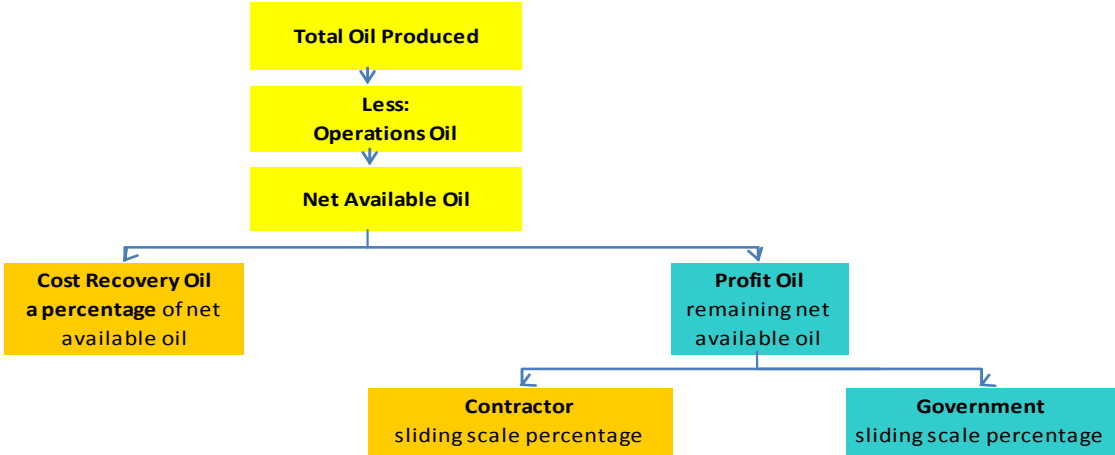 Total Oil Produced
Less:
Operations Oil
Net Available Oil
Cost Recovery Oil
a percentage of net
available oil
Profit Oil
remaining net
available oil
Contractor
sliding scale percentage
Government
sliding scale percentage